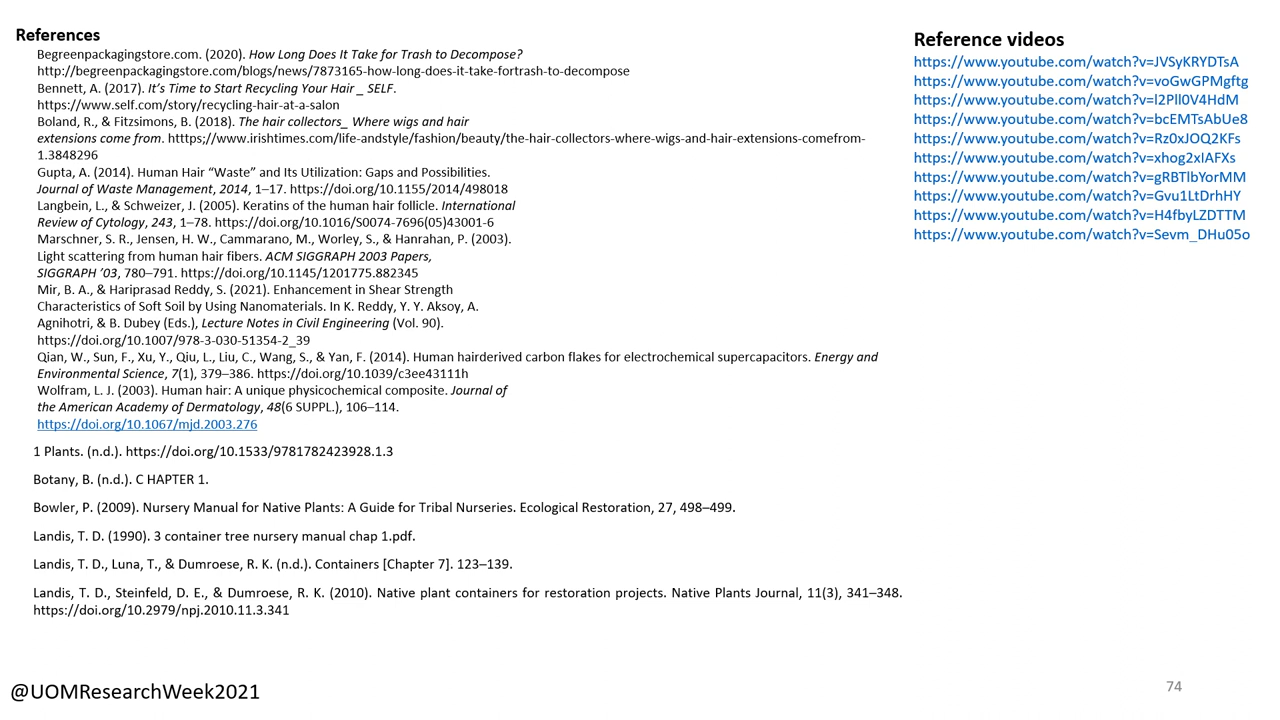 References
Begreenpackagingstore.com. (2020). How Long Does It Take for Trash to Decompose?
http://begreenpackagingstore.com/blogs/news/7873165-how-long-does-it-take-fortrash-to-decompose
Bennett, A. (2017). It’s Time to Start Recycling Your Hair _ SELF.
https://www.self.com/story/recycling-hair-at-a-salon
Boland, R., & Fitzsimons, B. (2018). The hair collectors_ Where wigs and hair
extensions come from. htttps;//www.irishtimes.com/life-andstyle/fashion/beauty/the-hair-collectors-where-wigs-and-hair-extensions-comefrom-
1.3848296
Gupta, A. (2014). Human Hair “Waste” and Its Utilization: Gaps and Possibilities.
Journal of Waste Management, 2014, 1–17. https://doi.org/10.1155/2014/498018
Langbein, L., & Schweizer, J. (2005). Keratins of the human hair follicle. International
Review of Cytology, 243, 1–78. https://doi.org/10.1016/S0074-7696(05)43001-6
Marschner, S. R., Jensen, H. W., Cammarano, M., Worley, S., & Hanrahan, P. (2003).
Light scattering from human hair fibers. ACM SIGGRAPH 2003 Papers,
SIGGRAPH ’03, 780–791. https://doi.org/10.1145/1201775.882345
Mir, B. A., & Hariprasad Reddy, S. (2021). Enhancement in Shear Strength
Characteristics of Soft Soil by Using Nanomaterials. In K. Reddy, Y. Y. Aksoy, A.
Agnihotri, & B. Dubey (Eds.), Lecture Notes in Civil Engineering (Vol. 90).
https://doi.org/10.1007/978-3-030-51354-2_39
Qian, W., Sun, F., Xu, Y., Qiu, L., Liu, C., Wang, S., & Yan, F. (2014). Human hairderived carbon flakes for electrochemical supercapacitors. Energy and
Environmental Science, 7(1), 379–386. https://doi.org/10.1039/c3ee43111h
Wolfram, L. J. (2003). Human hair: A unique physicochemical composite. Journal of
the American Academy of Dermatology, 48(6 SUPPL.), 106–114.
https://doi.org/10.1067/mjd.2003.276
1 Plants. (n.d.). https://doi.org/10.1533/9781782423928.1.3
Botany, B. (n.d.). C HAPTER 1.
Bowler, P. (2009). Nursery Manual for Native Plants: A Guide for Tribal Nurseries. Ecological Restoration, 27, 498–499.
Landis, T. D. (1990). 3 container tree nursery manual chap 1.pdf.
Landis, T. D., Luna, T., & Dumroese, R. K. (n.d.). Containers [Chapter 7]. 123–139.
Landis, T. D., Steinfeld, D. E., & Dumroese, R. K. (2010). Native plant containers for restoration projects. Native Plants Journal, 11(3), 341–348.
https://doi.org/10.2979/npj.2010.11.3.341
Reference videos
https://www.youtube.com/watch?v=JVSyKRYDTsA
https://www.youtube.com/watch?v=voGwGPMgftg
https://www.youtube.com/watch?v=l2Pll0V4HdM
https://www.youtube.com/watch?v=bcEMTsAbUe8
https://www.youtube.com/watch?v=Rz0xJOQ2KFs
https://www.youtube.com/watch?v=xhog2xIAFXs
https://www.youtube.com/watch?v=gRBTlbYorMM
https://www.youtube.com/watch?v=Gvu1LtDrhHY
https://www.youtube.com/watch?v=H4fbyLZDTTM
https://www.youtube.com/watch?v=Sevm_DHu05o
@UOMResearchWeek2021
74